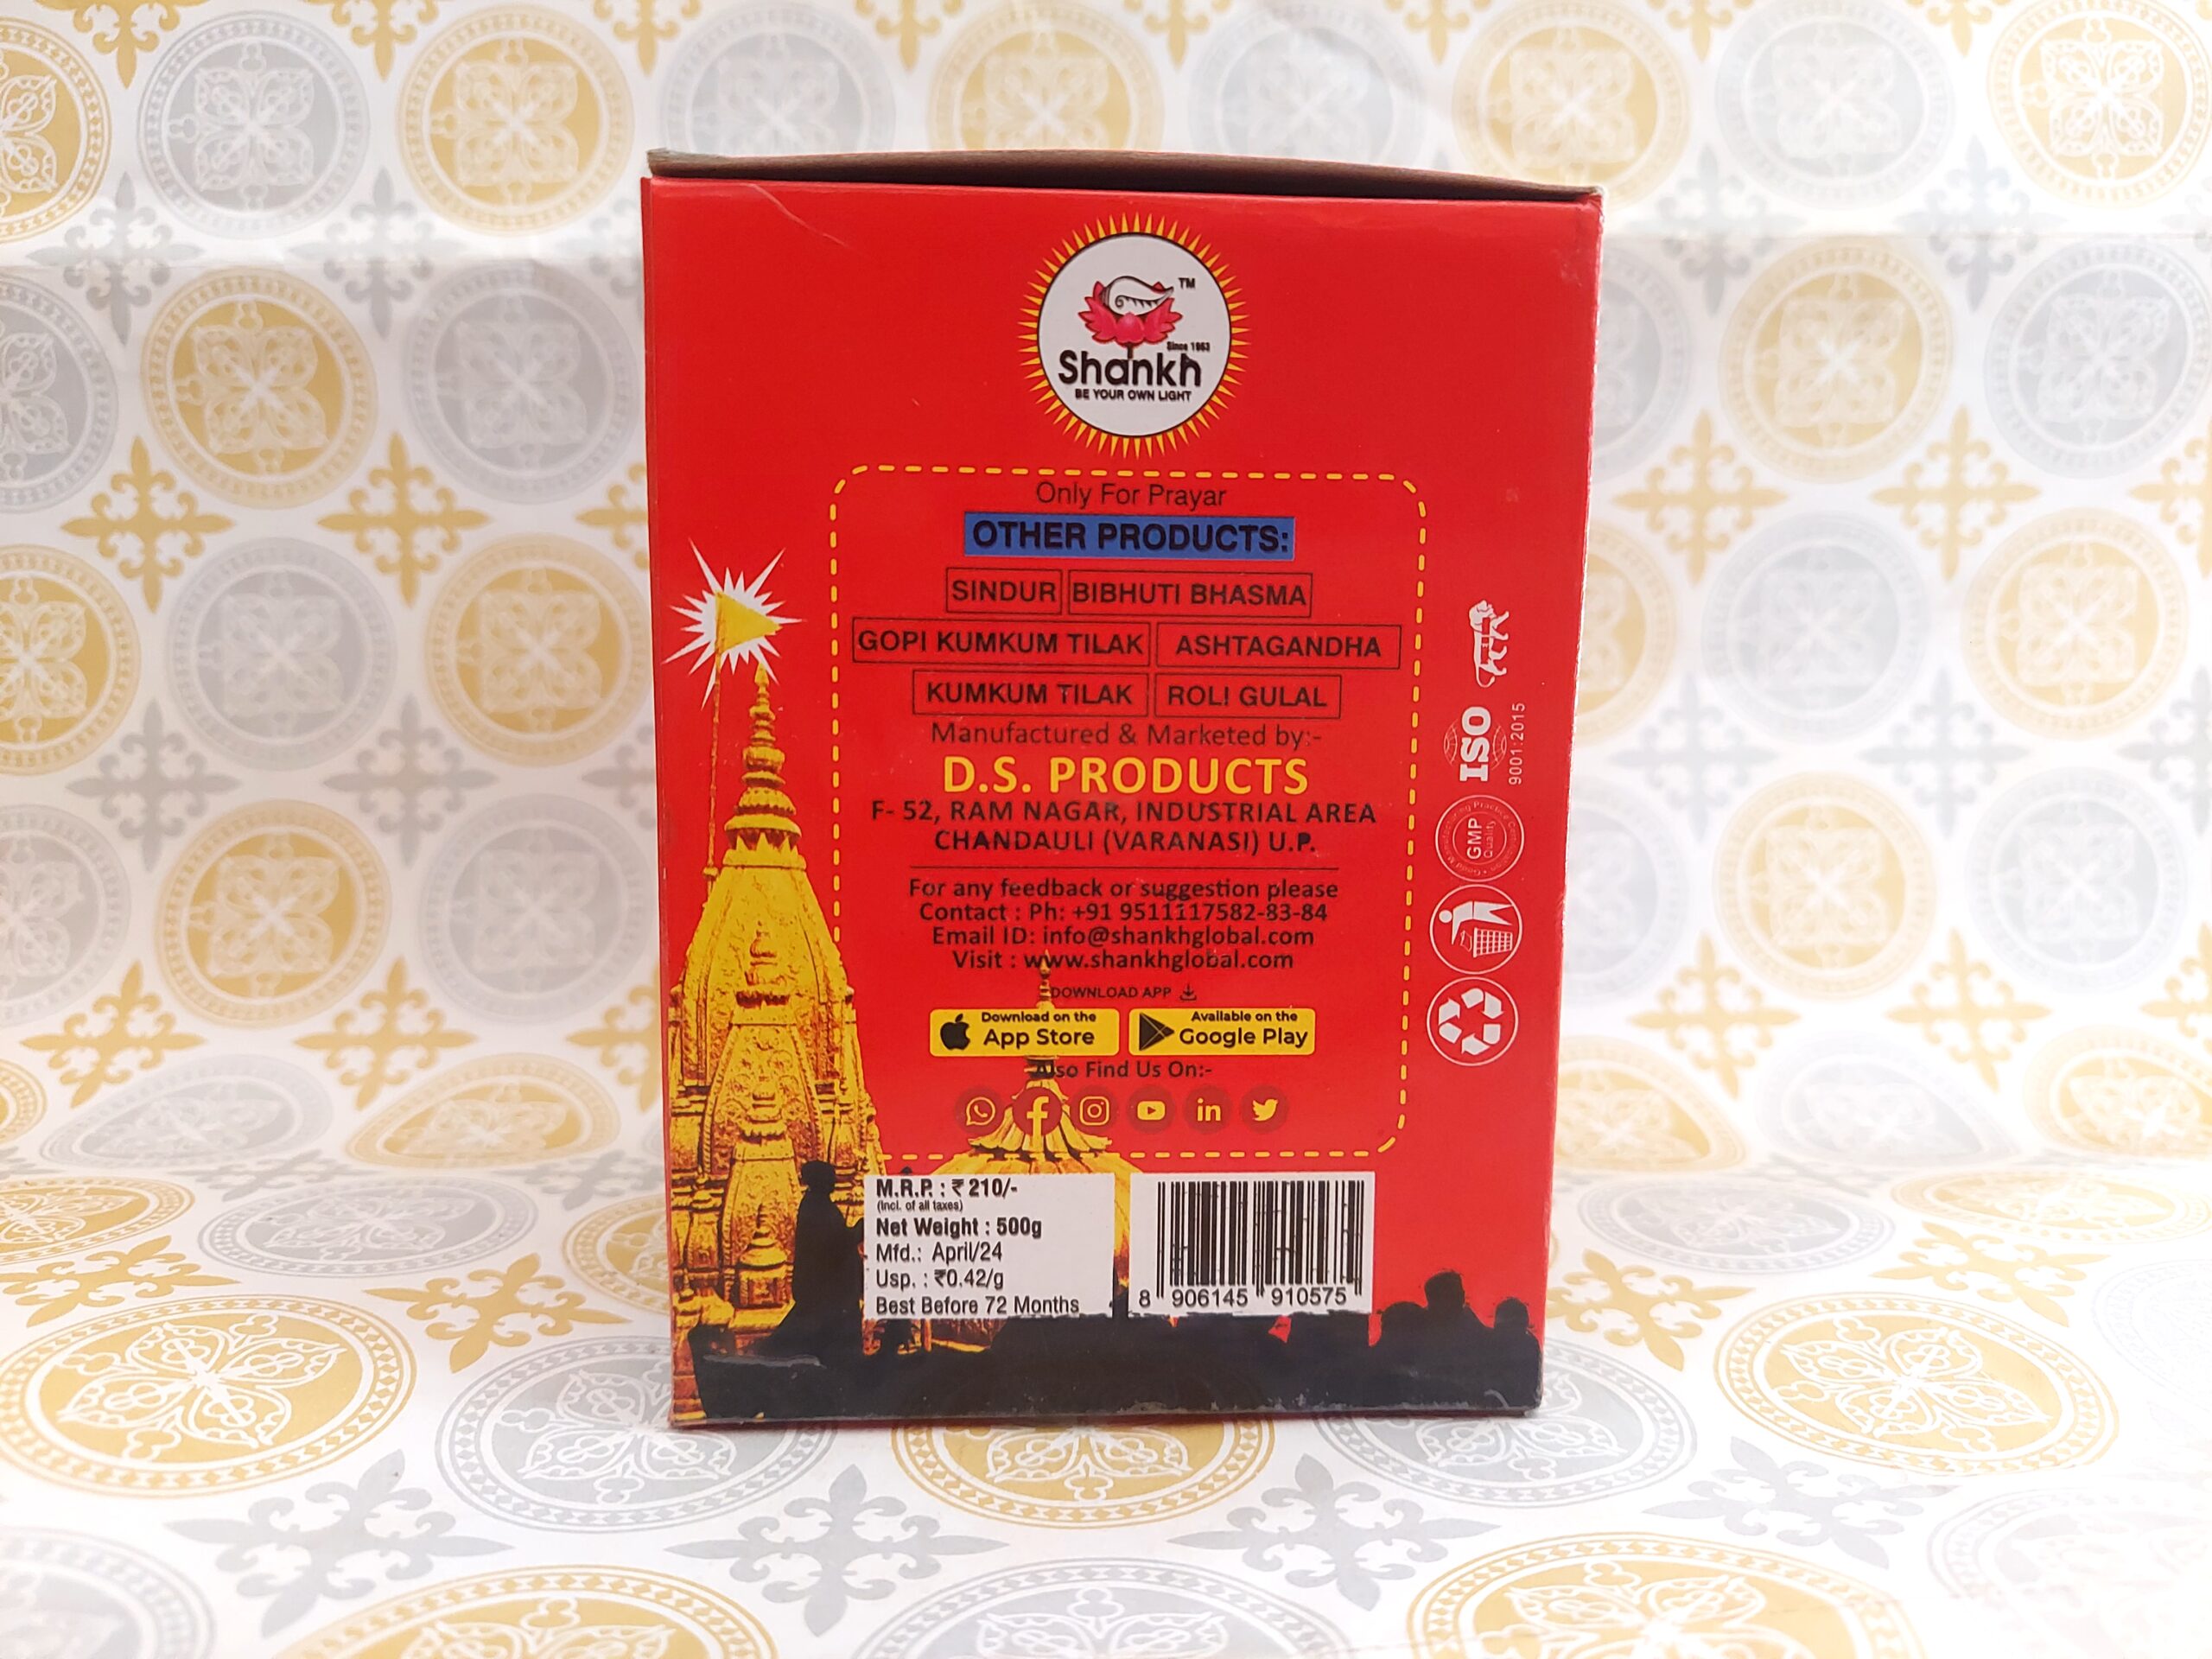 TM
Since 1963
Shankh
BE YOUR OWN LIGHT
Only For Prayar
OTHER PRODUCTS:
SINDUR BIBHUTI BHASMA
GOPI KUMKUM TILAK ASHTAGANDHA
KUMKUM TILAK ROLI GULAL
Manufactured & Marketed by:-
D.S. PRODUCTS
F- 52, RAM NAGAR, INDUSTRIAL AREA
CHANDAULI (VARANASI) U.P.
For any feedback or suggestion please
Contact : Ph: +91 9511117582-83-84
Email ID: info@shankhglobal.com
Visit : www.shankhglobal.com
DOWNLOAD APP
Download on the
App Store
Available on the
Google Play
Also Find Us On:-
M.R.P. : ₹ 210/-
(Incl. of all taxes)
Net Weight : 500g
Mfd.: April/24
Usp. : ₹0.42/g
Best Before 72 Months
8 906145 910575
ISO
9001:2015
GMP
Quality